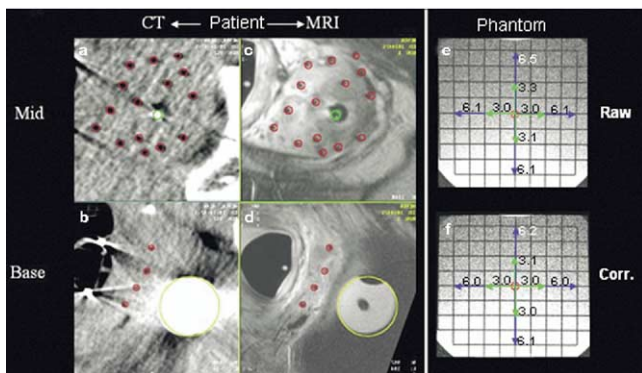 CT Patient MRI
Phantom
Mid
Base
a
c
b
d
e
6.5
3.3
6.1 3.0 3.0 6.1
3.1
6.1
Raw
f
6.2
3.1
6.0 3.0 3.0 6.0
3.0
6.1
Corr.